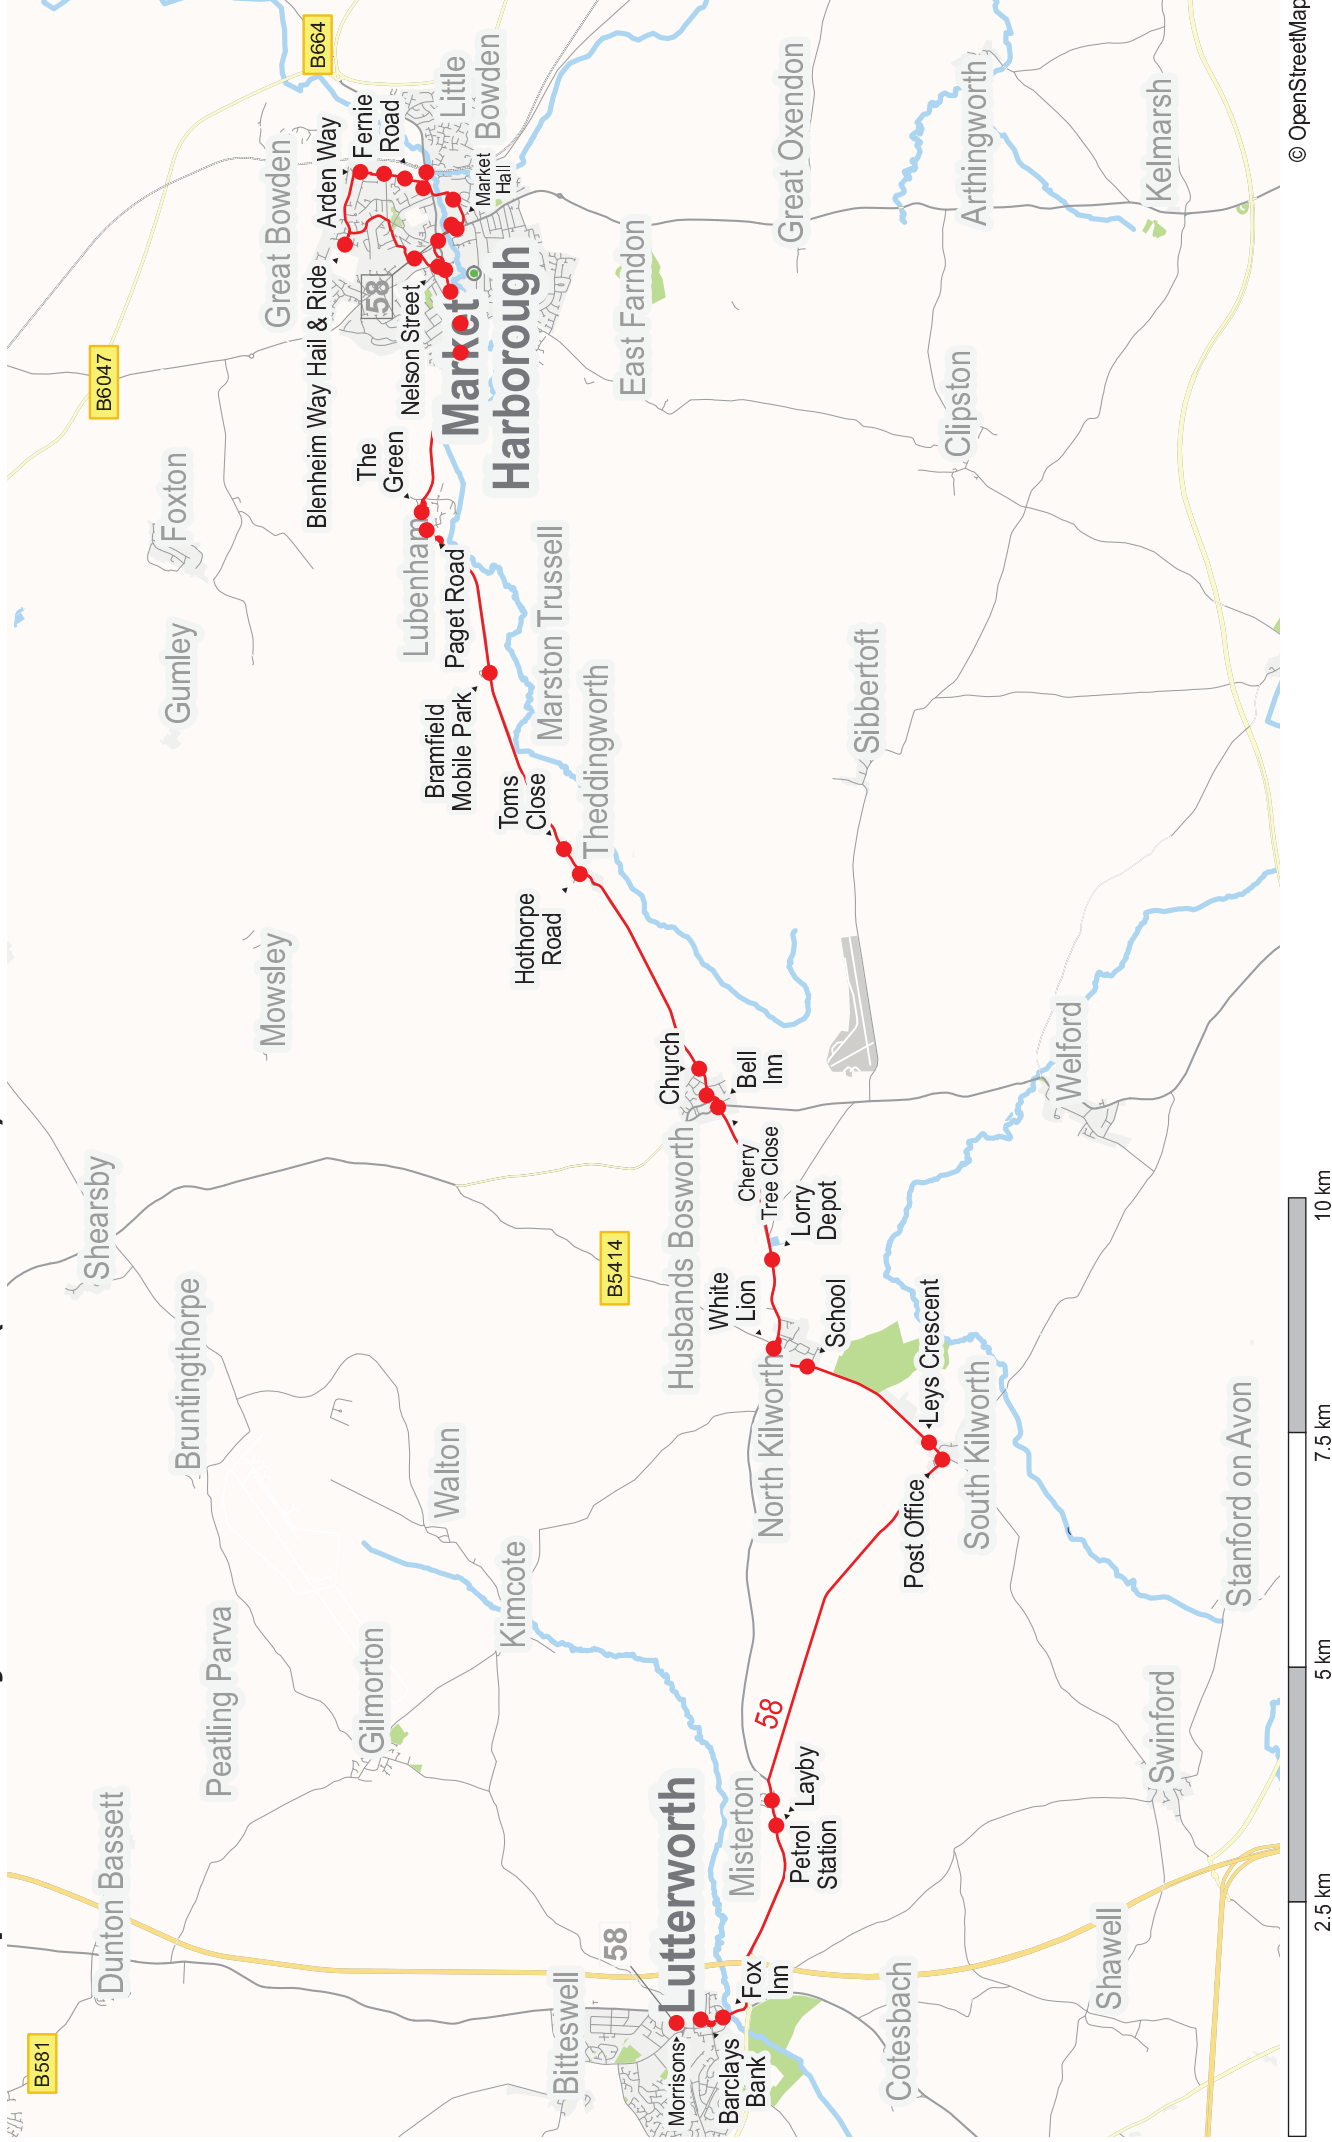 B581
Dunton Bassett
Shearsby
Bruntingthorpe
Peatling Parva
Gilmorton
Walton
Kimcote
Gumley
Foxton
Mowsley
B6047
B664
Great Bowden
Arden Way
Fernie
Road
Little
Bowden
Market
Hall
Blenheim Way Hail & Ride
58
Nelson Street
Market
Harborough
The
Green
Lubenham
Paget Road
Bramfield
Mobile Park
Marston Trussell
Toms
Close
Theddingworth
Hothorpe
Road
East Farndon
Great Oxendon
Arthingworth
Kelmarsh
Clipston
Sibbertoft
Welford
Church
Bell
Inn
Husbands Bosworth
Cherry
Tree Close
Lorry
Depot
B5414
White
Lion
School
North Kilworth
Leys Crescent
South Kilworth
Post Office
Stanford on Avon
58
Misterton
Layby
Petrol
Station
Swinford
Shawell
Cotesbach
58
Lutterworth
Bitteswell
Fox
Inn
Morrisons
Barclays
Bank
2.5 km
5 km
7.5 km
10 km
© OpenStreetMap